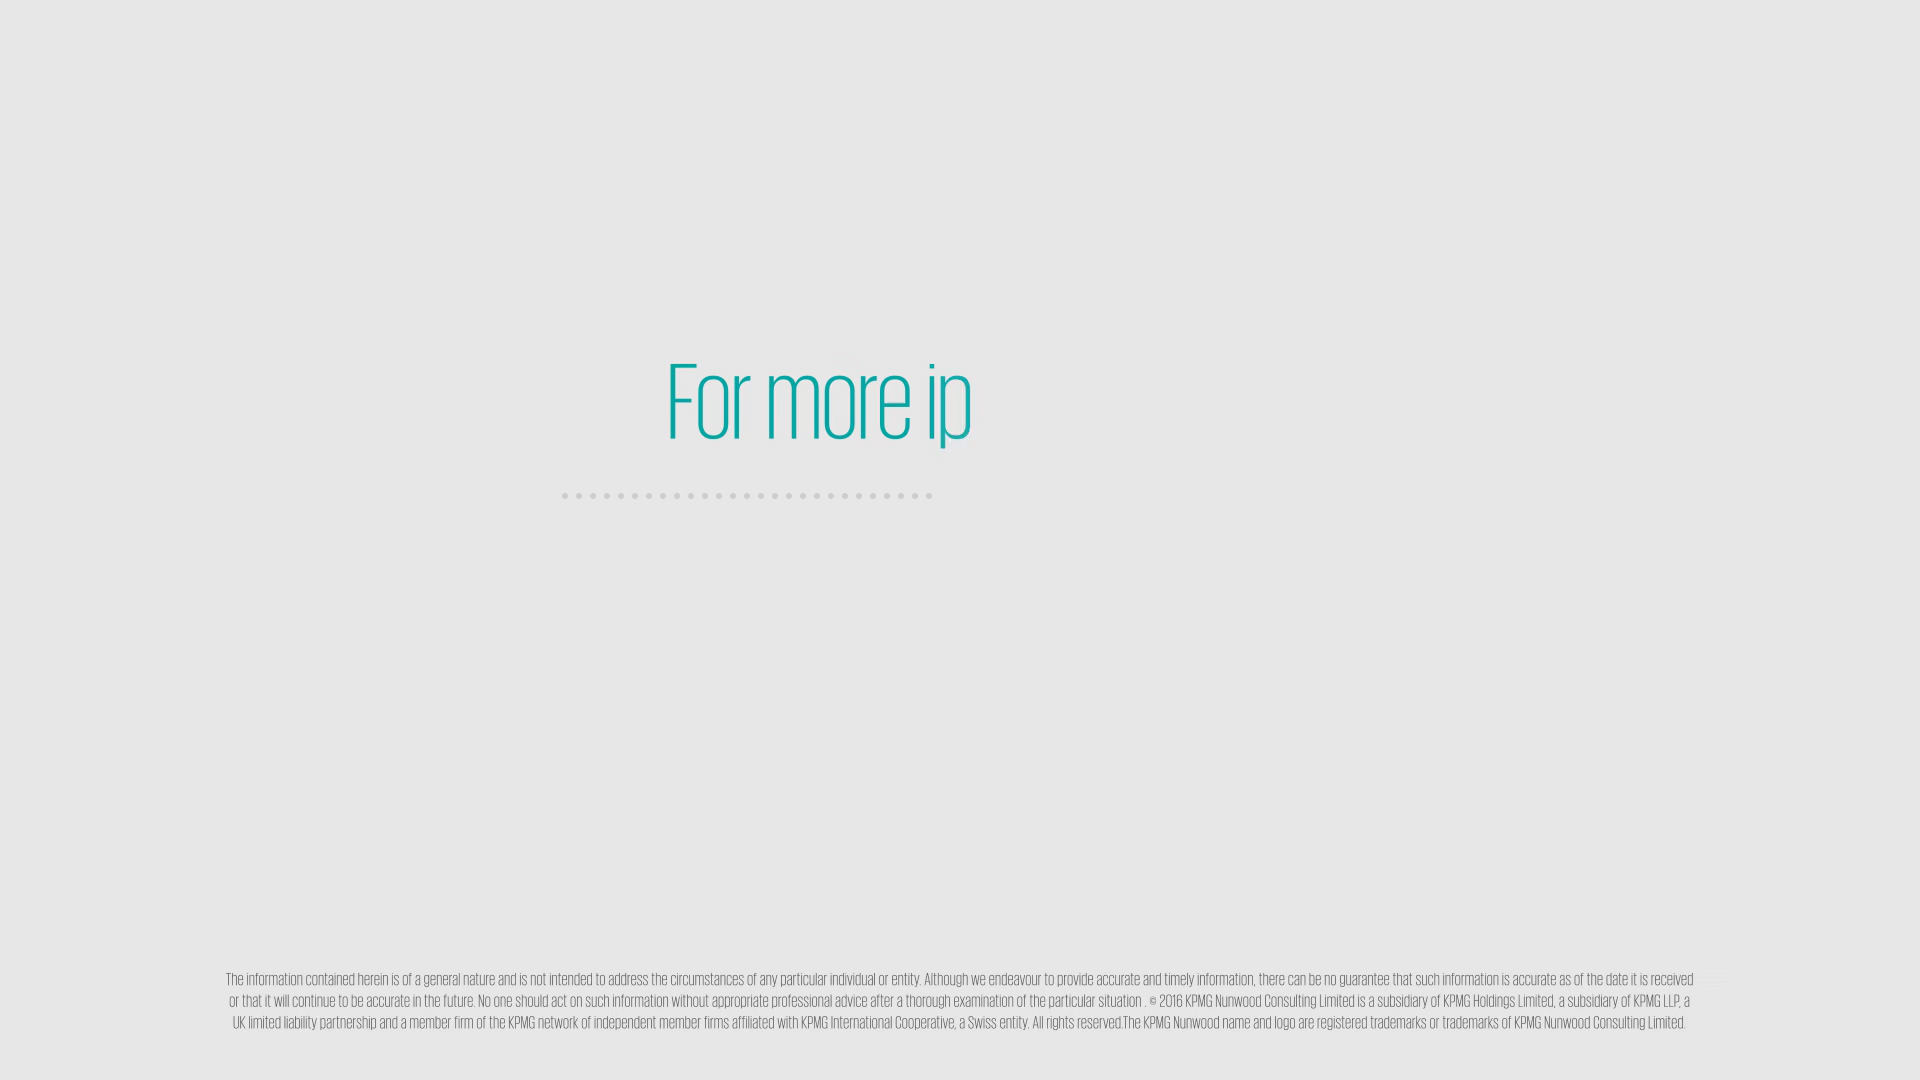 For more ip
The information contained herein is of a general nature and is not intended to address the circumstances of any particular individual or entity. Although we endeavour to provide accurate and timely information, there can be no guarantee that such information is accurate as of the date it is received
or that it will continue to be accurate in the future. No one should act on such information without appropriate professional advice after a thorough examination of the particular situation . © 2016 KPMG Nunwood Consulting Limited is a subsidiary of KPMG Holdings Limited, a subsidiary of KPMG LLP, a
UK limited liability partnership and a member firm of the KPMG network of independent member firms affiliated with KPMG International Cooperative, a Swiss entity. All rights reserved.The KPMG Nunwood name and logo are registered trademarks or trademarks of KPMG Nunwood Consulting Limited.